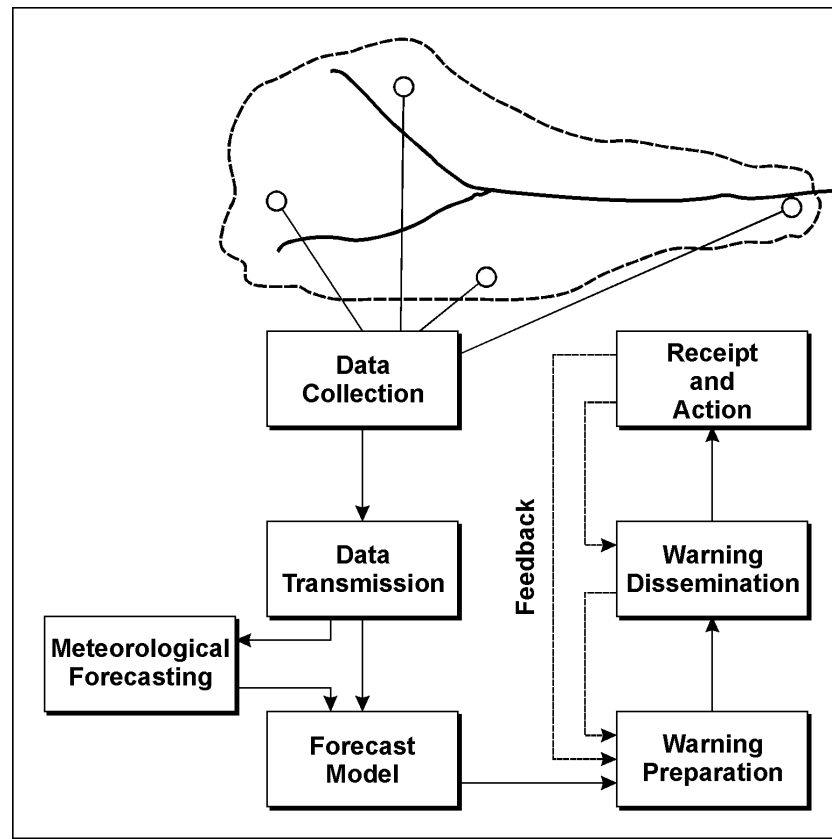 Data
Collection
Receipt
and
Action
Data
Transmission
Feedback
Warning
Dissemination
Meteorological
Forecasting
Forecast
Model
Warning
Preparation